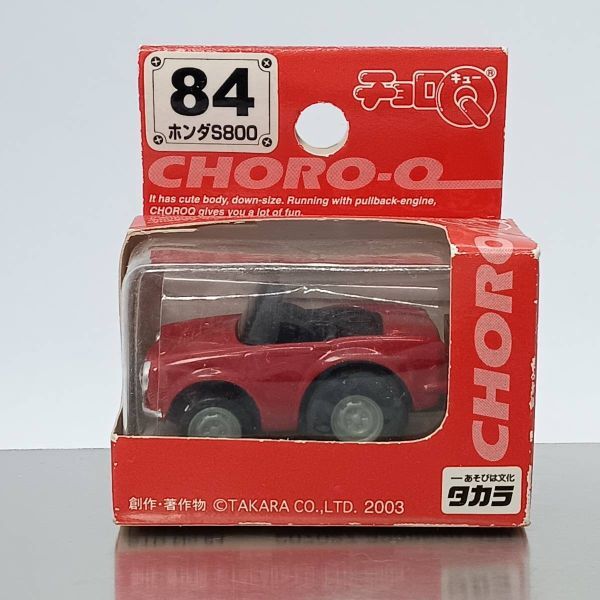 84
ホンダS800
チョロQ
キュー
®
CHORO-Q
It has cute body, down-size. Running with pullback-engine,
CHOROQ gives you a lot of fun.
CHORO
あそびは文化
タカラ
創作・著作物 ©TAKARA CO.,LTD. 2003